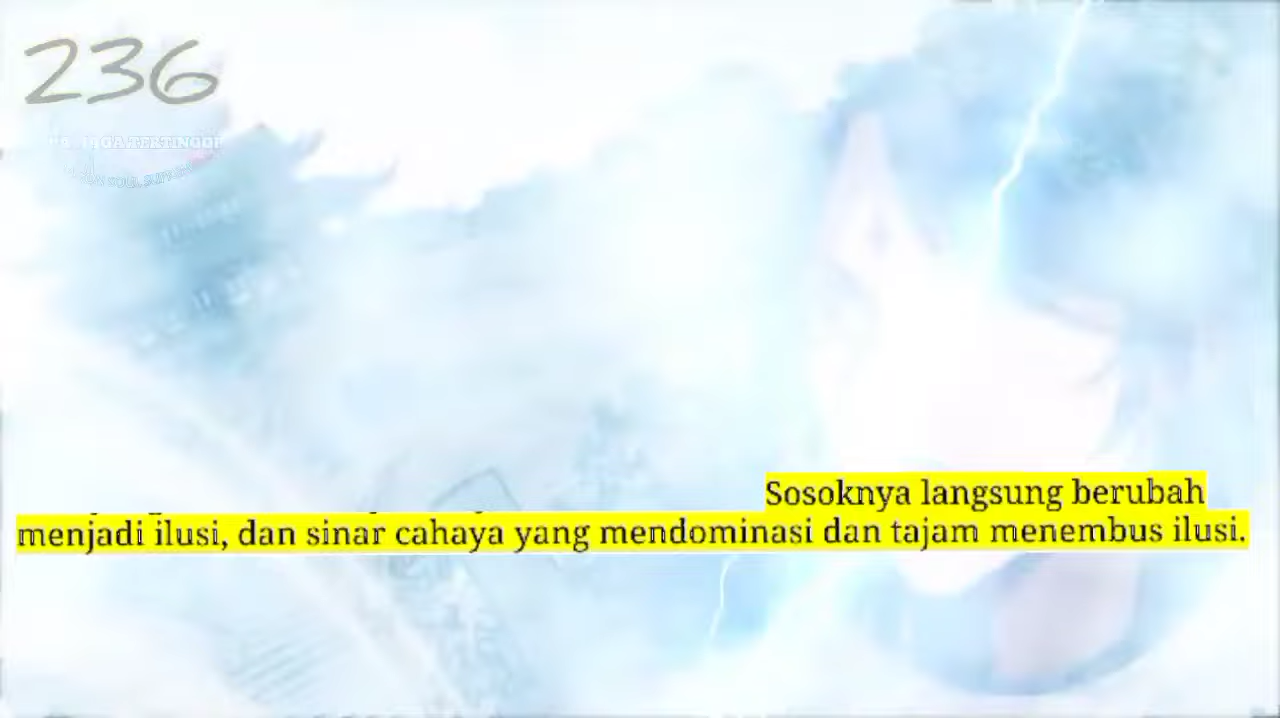 236
Sosoknya langsung berubah
menjadi ilusi, dan sinar cahaya yang mendominasi dan tajam menembus ilusi.